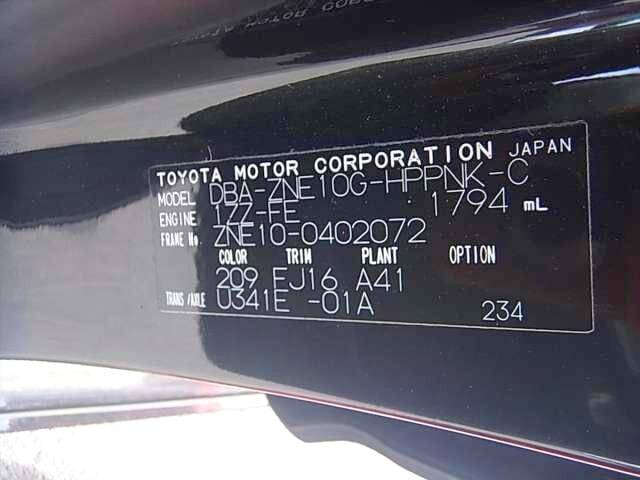 TOYOTA MOTOR CORPORATION JAPAN
MODEL DBA-ZNE10G-HPPNK-C
ENGINE 1ZZ-FE 1794 mL
FRAME No. ZNE10-0402072
COLOR TRIM PLANT OPTION
209 EJ16 A41
TRANS/AXLE U341E -01A
234